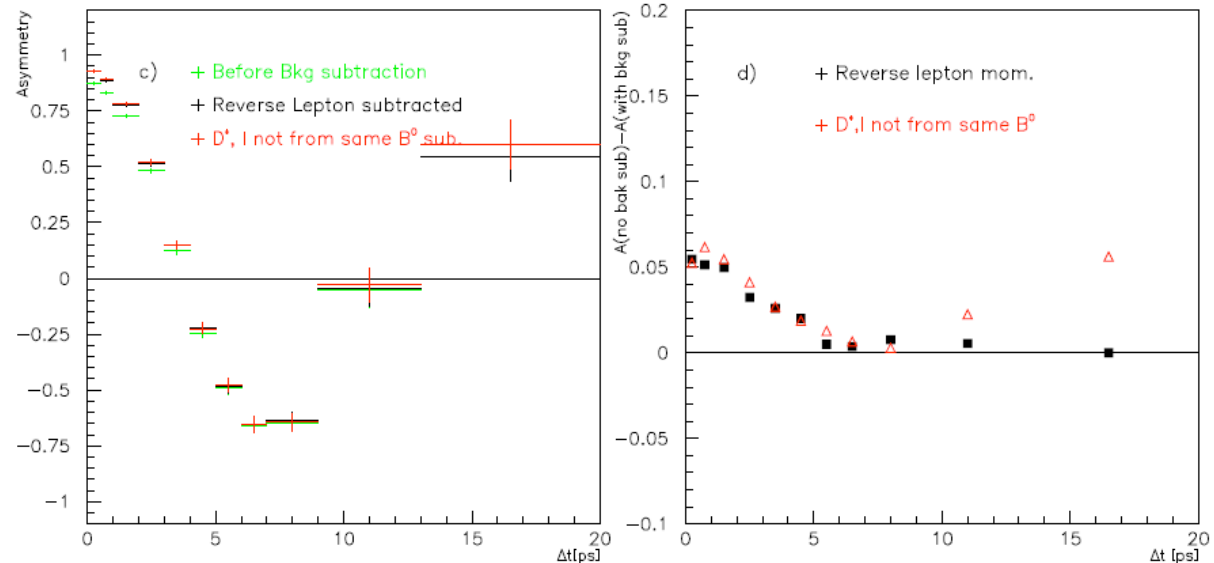 Asymmetry
c)
Before Bkg subtraction
Reverse Lepton subtracted
D*, l not from same B⁰ sub.
1
0.75
0.5
0.25
0
−0.25
−0.5
−0.75
−1
0 5 10 15 20
Δt[ps]
A(no bak sub)−A(with bkg sub)
d)
Reverse lepton mom.
D*, l not from same B⁰
0.2
0.15
0.1
0.05
0
−0.05
−0.1
0 5 10 15 20
Δt[ps]